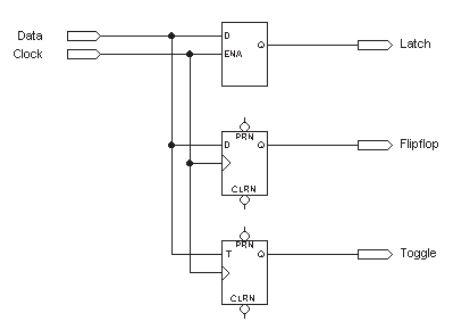 Data
Clock
D
Q
ENA
Latch
PRN
D
Q
CLRN
Flipflop
PRN
T
Q
CLRN
Toggle